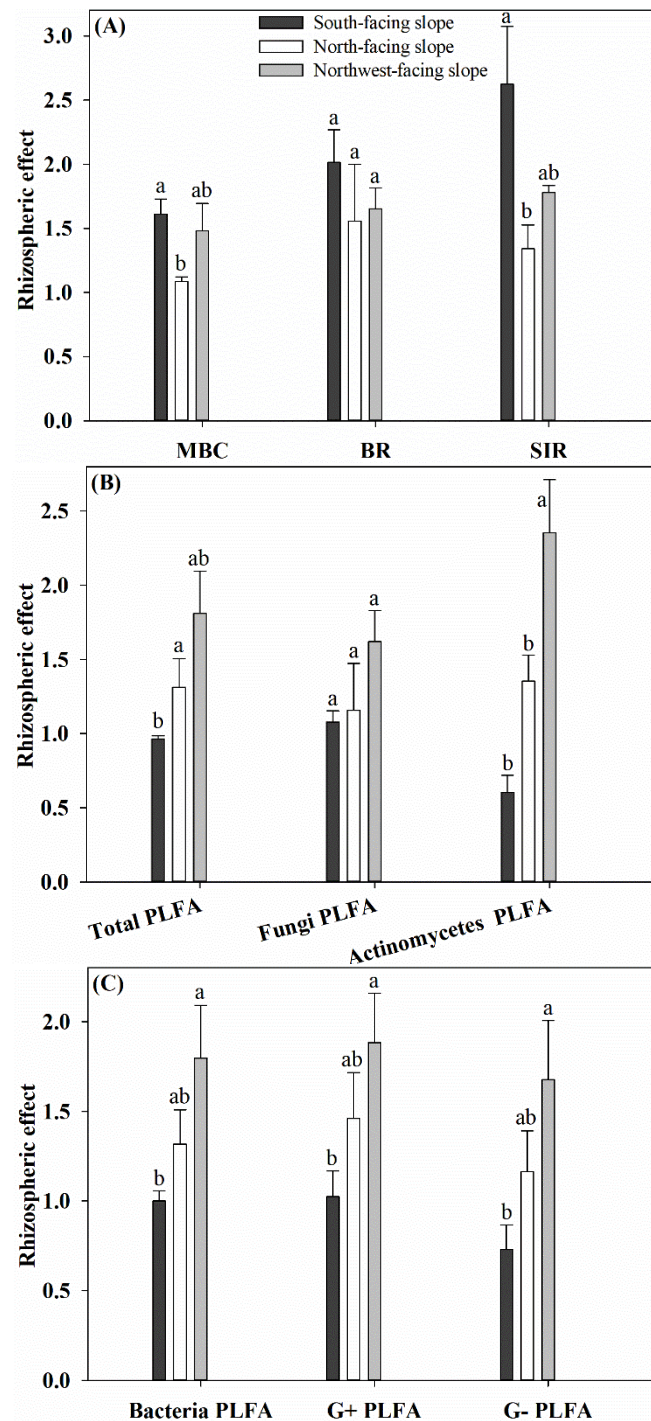 (A)
South-facing slope
North-facing slope
Northwest-facing slope
Rhizospheric effect
3.0
2.5
2.0
1.5
1.0
0.5
0.0
a
ab
b
a
a
a
a
b
ab
MBC BR SIR
(B)
Rhizospheric effect
2.5
2.0
1.5
1.0
0.5
0.0
b
a
ab
a
a
a
b
b
a
Total PLFA Fungi PLFA Actinomycetes PLFA
(C)
Rhizospheric effect
2.0
1.5
1.0
0.5
0.0
b
ab
a
b
ab
a
b
ab
a
Bacteria PLFA G+ PLFA G- PLFA